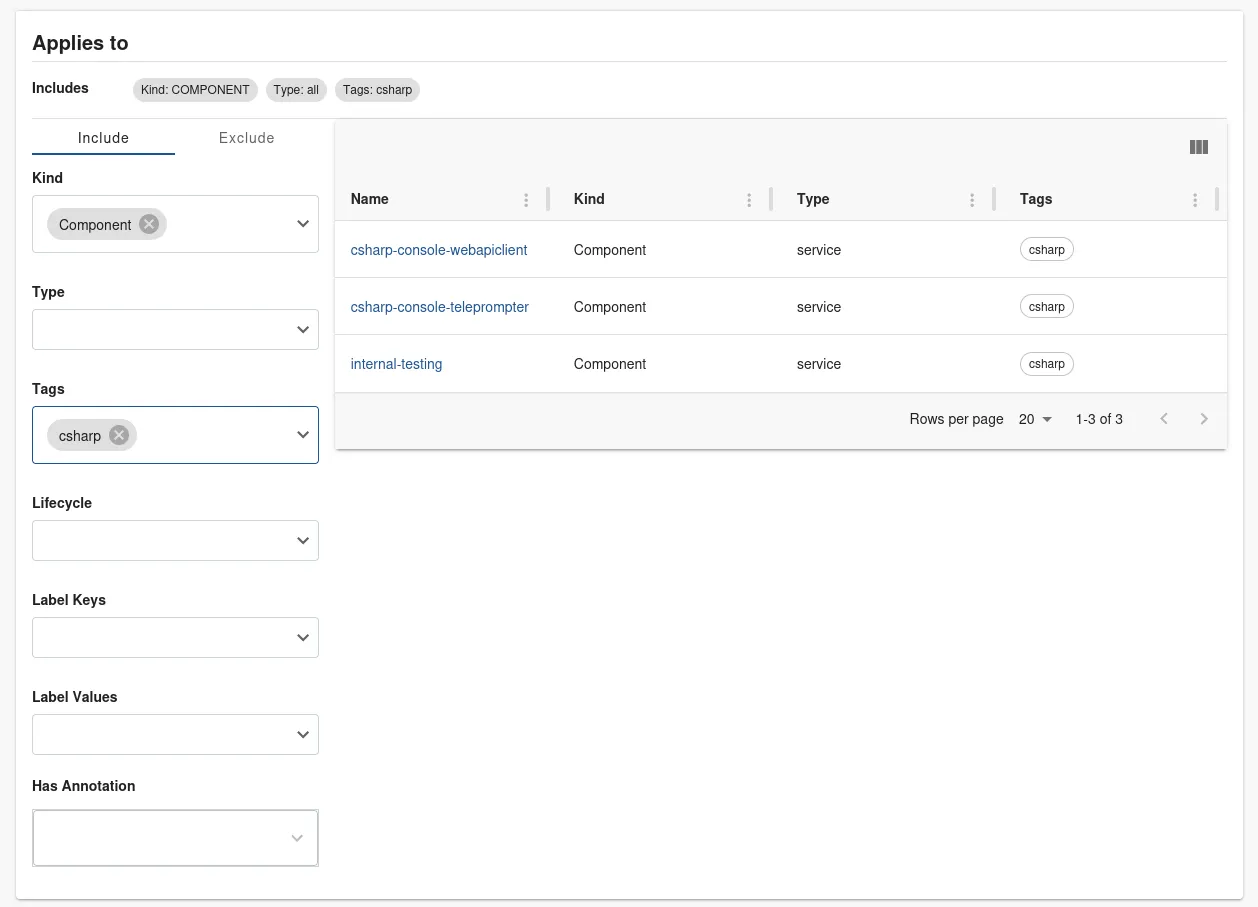 Applies to
Includes Kind: COMPONENT Type: all Tags: csharp
Include Exclude
Kind
Component
Type
Tags
csharp
Lifecycle
Label Keys
Label Values
Has Annotation
Name Kind Type Tags
csharp-console-webapiclient Component service csharp
csharp-console-teleprompter Component service csharp
internal-testing Component service csharp
Rows per page 20 1-3 of 3